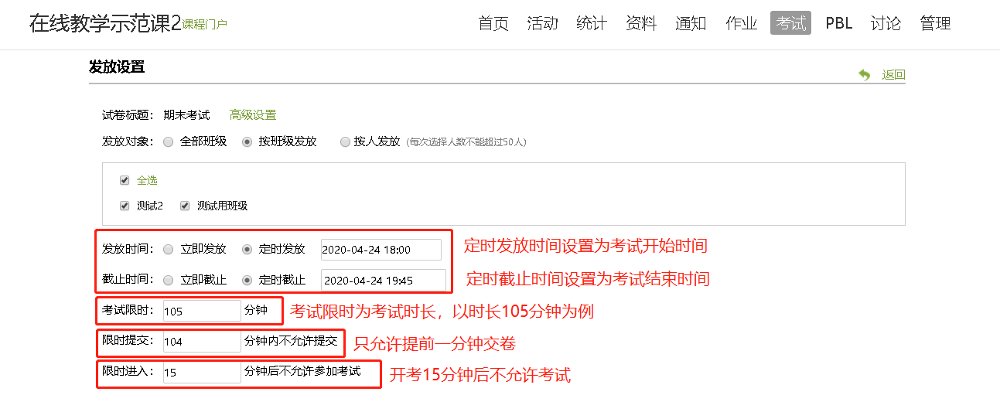 在线教学示范课2课程门户 首页 活动 统计 资料 通知 作业 考试 PBL 讨论 管理
发放设置 返回
试卷标题： 期末考试 高级设置
发放对象： 全部班级 按班级发放 按人发放（每次选择人数不能超过50人）
全选
测试2 测试用班级
发放时间： 立即发放 定时发放 2020-04-24 18:00 定时发放时间设置为考试开始时间
截止时间： 立即截止 定时截止 2020-04-24 19:45 定时截止时间设置为考试结束时间
考试限时： 105 分钟 考试限时为考试时长，以时长105分钟为例
限时提交： 104 分钟内不允许提交 只允许提前一分钟交卷
限时进入： 15 分钟后不允许参加考试 开考15分钟后不允许考试